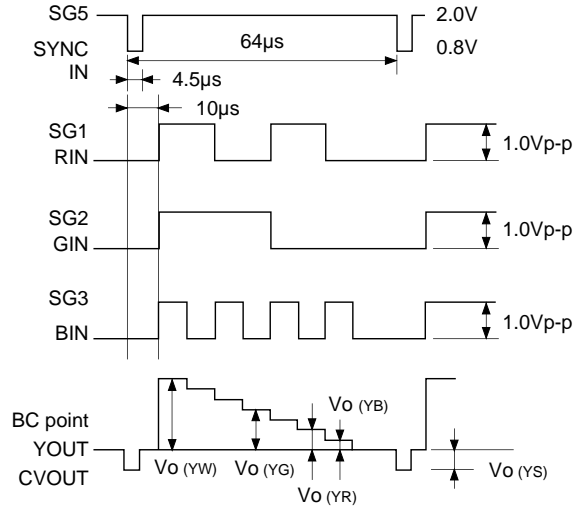 SG5
2.0V
SYNC
IN
64µs
0.8V
4.5µs
10µs
SG1
RIN
1.0Vp-p
SG2
GIN
1.0Vp-p
SG3
BIN
1.0Vp-p
BC point
Vo (YB)
YOUT
CVOUT
Vo (YW)
Vo (YG)
Vo (YS)
Vo (YR)